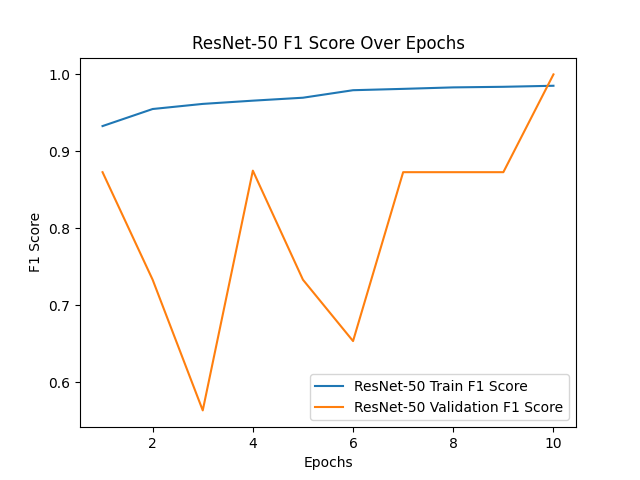 ResNet-50 F1 Score Over Epochs
1.0
0.9
0.8
0.7
0.6
F1 Score
2 4 6 8 10
Epochs
ResNet-50 Train F1 Score
ResNet-50 Validation F1 Score